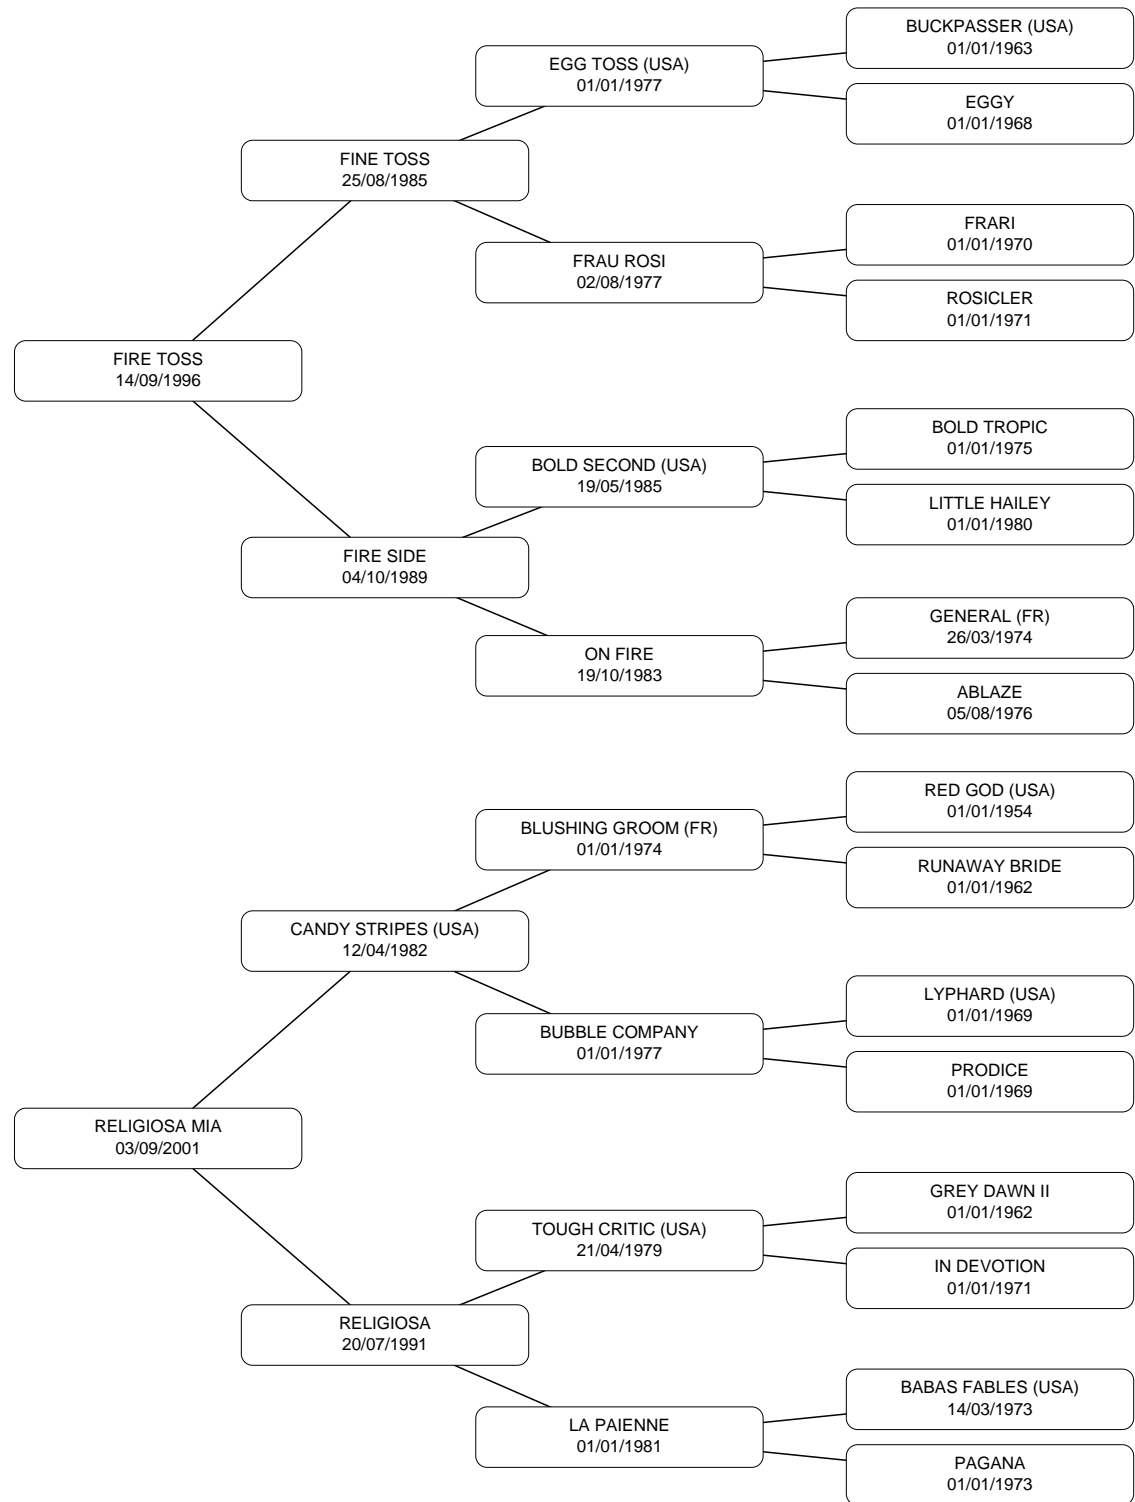 BUCKPASSER (USA)
01/01/1963
EGG TOSS (USA)
01/01/1977
EGGY
01/01/1968
FINE TOSS
25/08/1985
FRARI
01/01/1970
FRAU ROSI
02/08/1977
ROSICLER
01/01/1971
FIRE TOSS
14/09/1996
BOLD TROPIC
01/01/1975
BOLD SECOND (USA)
19/05/1985
LITTLE HAILEY
01/01/1980
FIRE SIDE
04/10/1989
GENERAL (FR)
26/03/1974
ON FIRE
19/10/1983
ABLAZE
05/08/1976
RED GOD (USA)
01/01/1954
BLUSHING GROOM (FR)
01/01/1974
RUNAWAY BRIDE
01/01/1962
CANDY STRIPES (USA)
12/04/1982
LYPHARD (USA)
01/01/1969
BUBBLE COMPANY
01/01/1977
PRODICE
01/01/1969
RELIGIOSA MIA
03/09/2001
GREY DAWN II
01/01/1962
TOUGH CRITIC (USA)
21/04/1979
IN DEVOTION
01/01/1971
RELIGIOSA
20/07/1991
BABAS FABLES (USA)
14/03/1973
LA PAIENNE
01/01/1981
PAGANA
01/01/1973